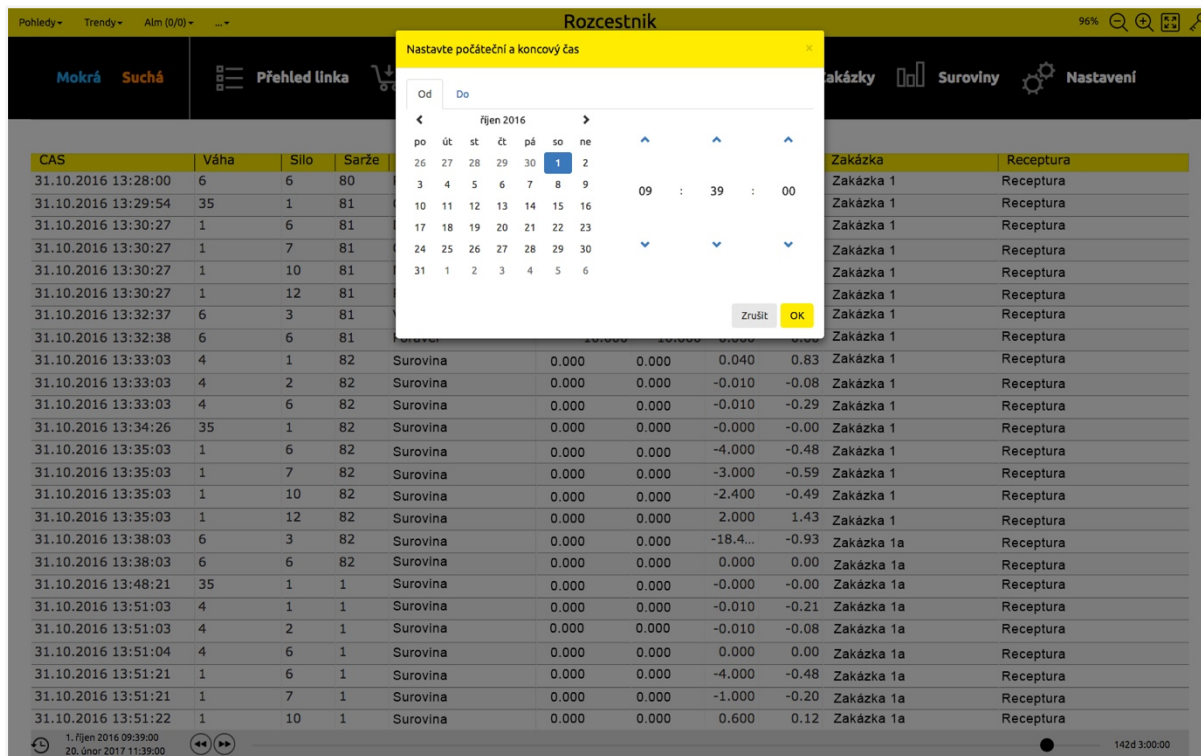 Pohledy Trendy Alm (0/0) ... Rozcestnik 96%
Nastavte počáteční a koncový čas ×
Mokrá Suchá Přehled linka akázky Suroviny Nastavení
Od Do
říjen 2016
po út st čt pá so ne
26 27 28 29 30 1 2
3 4 5 6 7 8 9
10 11 12 13 14 15 16
17 18 19 20 21 22 23
24 25 26 27 28 29 30
31 1 2 3 4 5 6
09 : 39 : 00
Zrušit OK
CAS Váha Silo Sarže Zakázka Receptura
31.10.2016 13:28:00 6 6 80 Zakázka 1 Receptura
31.10.2016 13:29:54 35 1 81 Zakázka 1 Receptura
31.10.2016 13:30:27 1 6 81 Zakázka 1 Receptura
31.10.2016 13:30:27 1 7 81 Zakázka 1 Receptura
31.10.2016 13:30:27 1 10 81 Zakázka 1 Receptura
31.10.2016 13:30:27 1 12 81 Zakázka 1 Receptura
31.10.2016 13:32:37 6 3 81 Zakázka 1 Receptura
31.10.2016 13:32:38 6 6 81 Zakázka 1 Receptura
31.10.2016 13:33:03 4 1 82 Surovina 0.000 0.000 0.040 0.83 Zakázka 1 Receptura
31.10.2016 13:33:03 4 2 82 Surovina 0.000 0.000 -0.010 -0.08 Zakázka 1 Receptura
31.10.2016 13:33:03 4 6 82 Surovina 0.000 0.000 -0.010 -0.29 Zakázka 1 Receptura
31.10.2016 13:34:26 35 1 82 Surovina 0.000 0.000 -0.000 -0.00 Zakázka 1 Receptura
31.10.2016 13:35:03 1 6 82 Surovina 0.000 0.000 -4.000 -0.48 Zakázka 1 Receptura
31.10.2016 13:35:03 1 7 82 Surovina 0.000 0.000 -3.000 -0.59 Zakázka 1 Receptura
31.10.2016 13:35:03 1 10 82 Surovina 0.000 0.000 -2.400 -0.49 Zakázka 1 Receptura
31.10.2016 13:35:03 1 12 82 Surovina 0.000 0.000 2.000 1.43 Zakázka 1 Receptura
31.10.2016 13:38:03 6 3 82 Surovina 0.000 0.000 -18.4... -0.93 Zakázka 1a Receptura
31.10.2016 13:38:03 6 6 82 Surovina 0.000 0.000 0.000 0.00 Zakázka 1a Receptura
31.10.2016 13:48:21 35 1 1 Surovina 0.000 0.000 -0.000 -0.00 Zakázka 1a Receptura
31.10.2016 13:51:03 4 1 1 Surovina 0.000 0.000 -0.010 -0.21 Zakázka 1a Receptura
31.10.2016 13:51:03 4 2 1 Surovina 0.000 0.000 -0.010 -0.08 Zakázka 1a Receptura
31.10.2016 13:51:04 4 6 1 Surovina 0.000 0.000 0.000 0.00 Zakázka 1a Receptura
31.10.2016 13:51:21 1 6 1 Surovina 0.000 0.000 -4.000 -0.48 Zakázka 1a Receptura
31.10.2016 13:51:21 1 7 1 Surovina 0.000 0.000 -1.000 -0.20 Zakázka 1a Receptura
31.10.2016 13:51:22 1 10 1 Surovina 0.000 0.000 0.600 0.12 Zakázka 1a Receptura
1. říjen 2016 09:39:00
20. únor 2017 11:39:00 142d 3:00:00